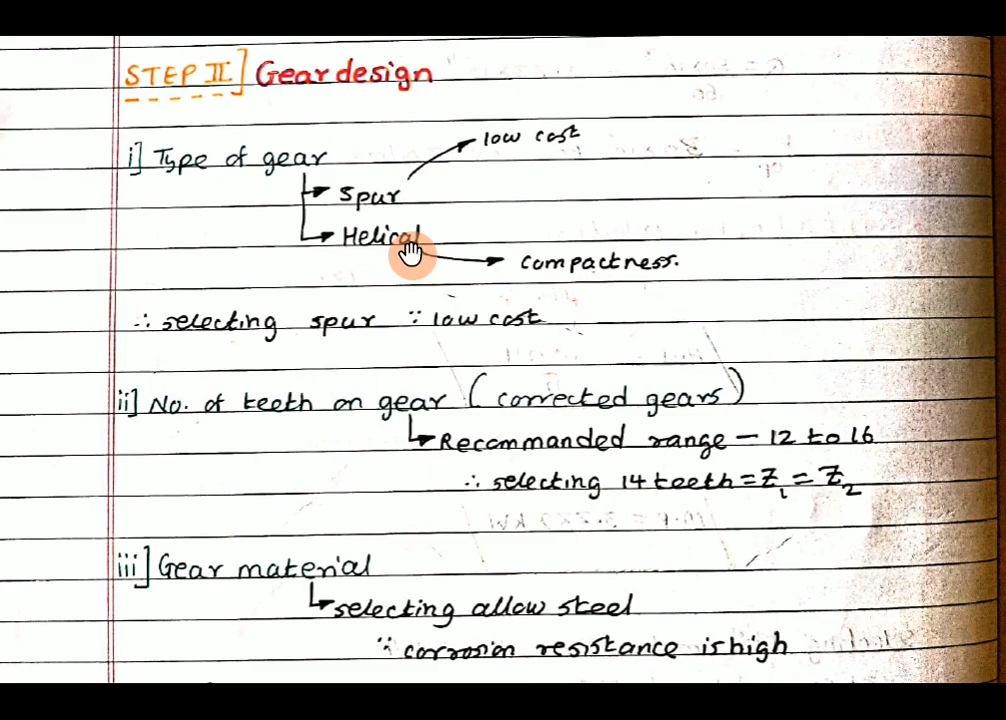 STEP II] Gear design
i] Type of gear
low cost
Spur
Helical
compactness.
∴ selecting spur ∵ low cost
ii] No. of teeth on gear (corrected gears)
Recommanded range – 12 to 16
∴ selecting 14 teeth = Z1 = Z2
iii] Gear material
selecting allow steel
∵ corrosion resistance is high